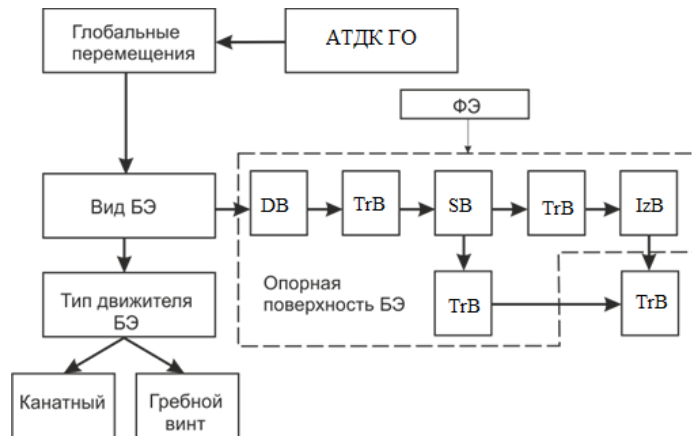 Глобальные
перемещения
АТДК ГО
ФЭ
Вид БЭ
DB
TrB
SB
TrB
IzB
Опорная
поверхность БЭ
TrB
TrB
Тип движителя
БЭ
Канатный
Гребной
винт